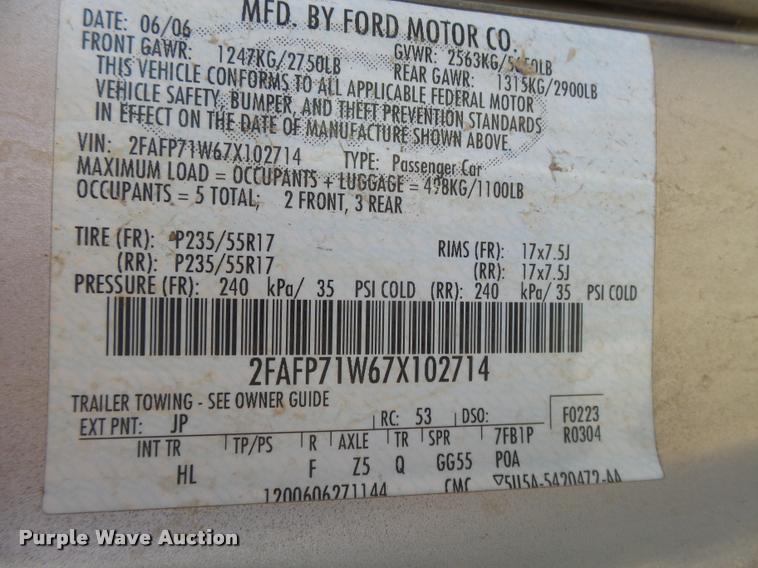 MFD. BY FORD MOTOR CO.
DATE: 06/06
FRONT GAWR: 1247KG/2750LB
GVWR: 2563KG/5650LB
REAR GAWR: 1315KG/2900LB
THIS VEHICLE CONFORMS TO ALL APPLICABLE FEDERAL MOTOR
VEHICLE SAFETY, BUMPER, AND THEFT PREVENTION STANDARDS
IN EFFECT ON THE DATE OF MANUFACTURE SHOWN ABOVE.
VIN: 2FAFP71W67X102714 TYPE: Passenger Car
MAXIMUM LOAD = OCCUPANTS + LUGGAGE = 498KG/1100LB
OCCUPANTS = 5 TOTAL; 2 FRONT, 3 REAR
TIRE (FR): P235/55R17 RIMS (FR): 17x7.5J
(RR): P235/55R17 (RR): 17x7.5J
PRESSURE (FR): 240 kPa/ 35 PSI COLD (RR): 240 kPa/ 35 PSI COLD
2FAFP71W67X102714
TRAILER TOWING - SEE OWNER GUIDE
EXT PNT: JP RC: 53 DSO: F0223
INT TR TP/PS R AXLE TR SPR 7FB1P R0304
HL F Z5 Q GG55 POA
1200606271144 CMC ▽5U5A-5420472-AA
Purple Wave Auction